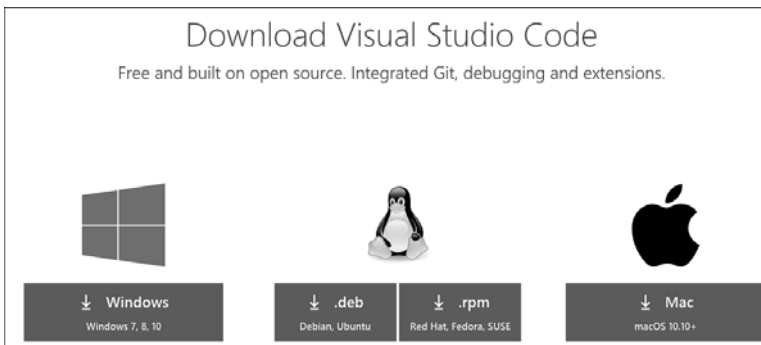 Download Visual Studio Code
Free and built on open source. Integrated Git, debugging and extensions.
Windows
Windows 7, 8, 10
.deb
Debian, Ubuntu
.rpm
Red Hat, Fedora, SUSE
Mac
macOS 10.10+